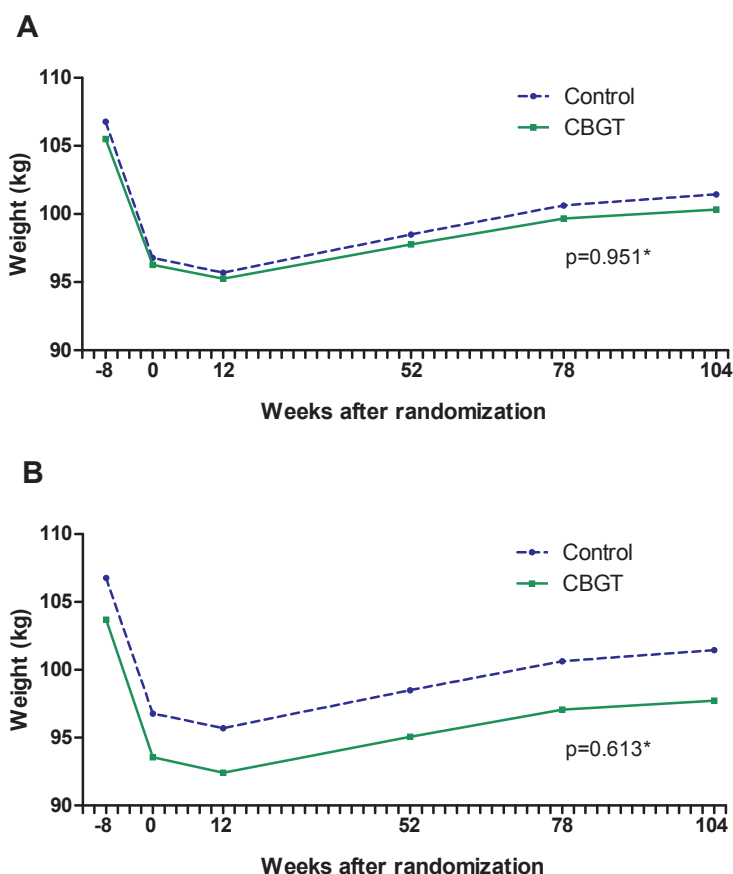 A
110
105
100
95
90
Weight (kg)
Control
CBGT
p=0.951*
-8 0 12 52 78 104
Weeks after randomization
B
110
105
100
95
90
Weight (kg)
Control
CBGT
p=0.613*
-8 0 12 52 78 104
Weeks after randomization